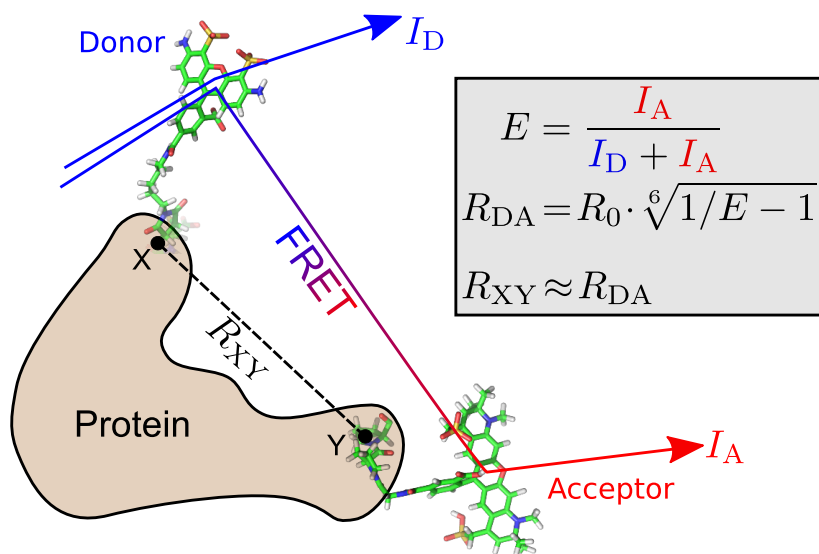 Donor
I_D
E = I_A / (I_D + I_A)
R_DA = R_0 · ⁶√(1/E − 1)
R_XY ≈ R_DA
FRET
X
R_XY
Protein
Y
I_A
Acceptor